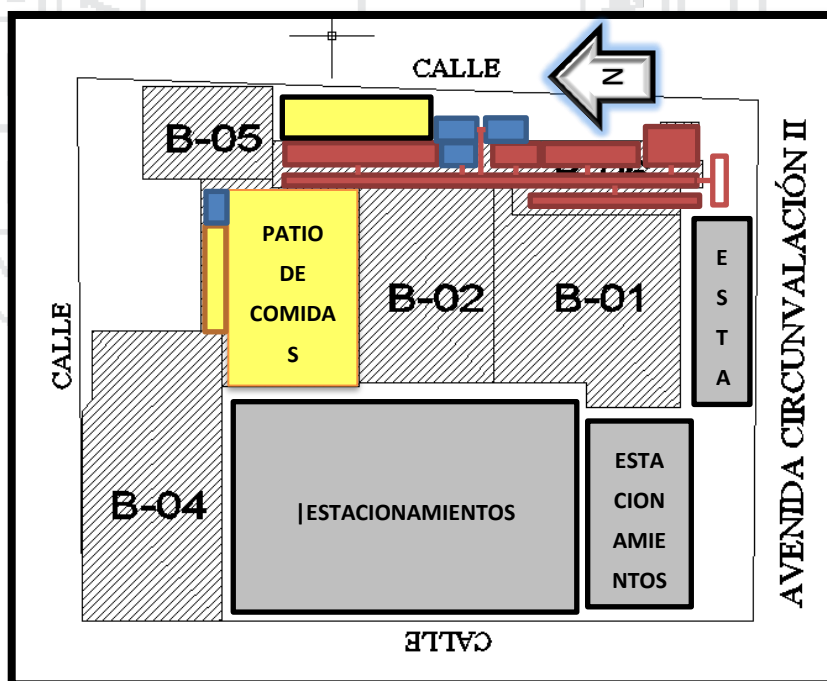 CALLE
N
B-05
PATIO
DE
COMIDA
S
B-02
B-01
E
S
T
A
CALLE
AVENIDA CIRCUNVALACIÓN II
B-04
|ESTACIONAMIENTOS
ESTA
CION
AMIE
NTOS
CALLE